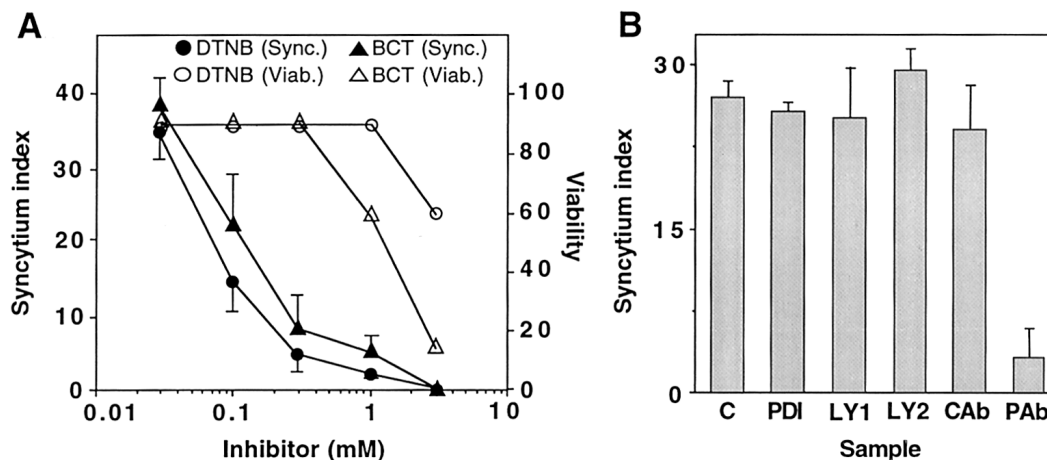 A
DTNB (Sync.) BCT (Sync.)
DTNB (Viab.) BCT (Viab.)
Syncytium index
40
30
20
10
0
100
80
60
40
20
0
Viability
0.01 0.1 1 10
Inhibitor (mM)
B
Syncytium index
30
15
0
C PDI LY1 LY2 CAb PAb
Sample